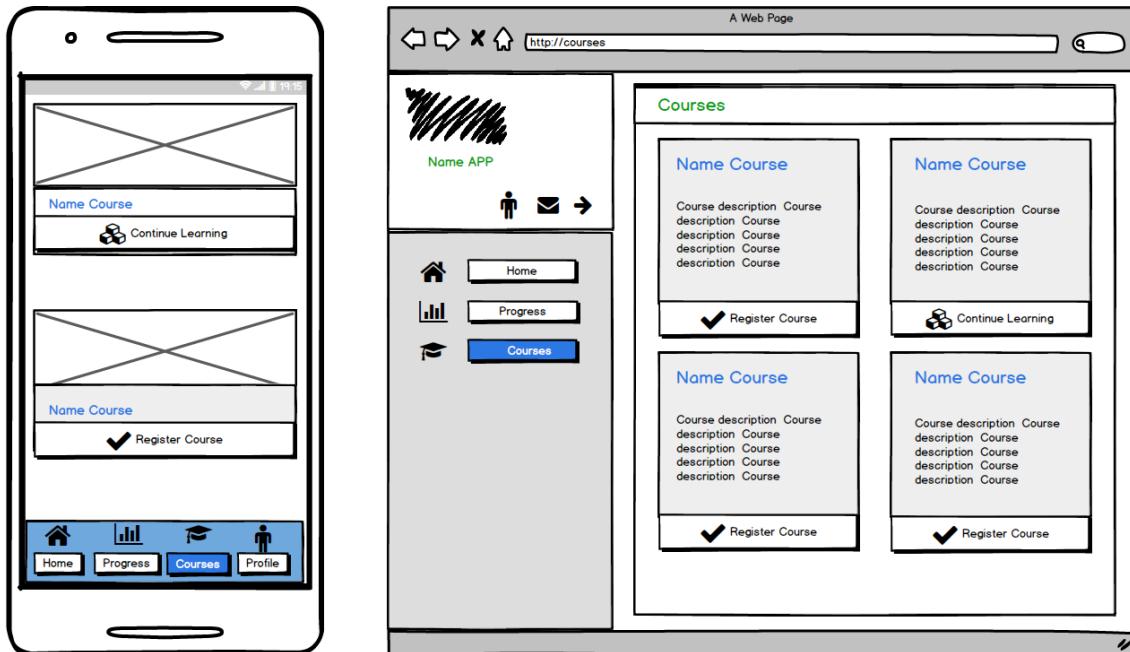 19:15
Name Course
Continue Learning
Name Course
Register Course
Home Progress Courses Profile
A Web Page
http://courses
Name APP
Home
Progress
Courses
Courses
Name Course
Course description Course
description Course
description Course
description Course
description Course
Register Course
Name Course
Course description Course
description Course
description Course
description Course
description Course
Continue Learning
Name Course
Course description Course
description Course
description Course
description Course
description Course
Register Course
Name Course
Course description Course
description Course
description Course
description Course
description Course
Register Course